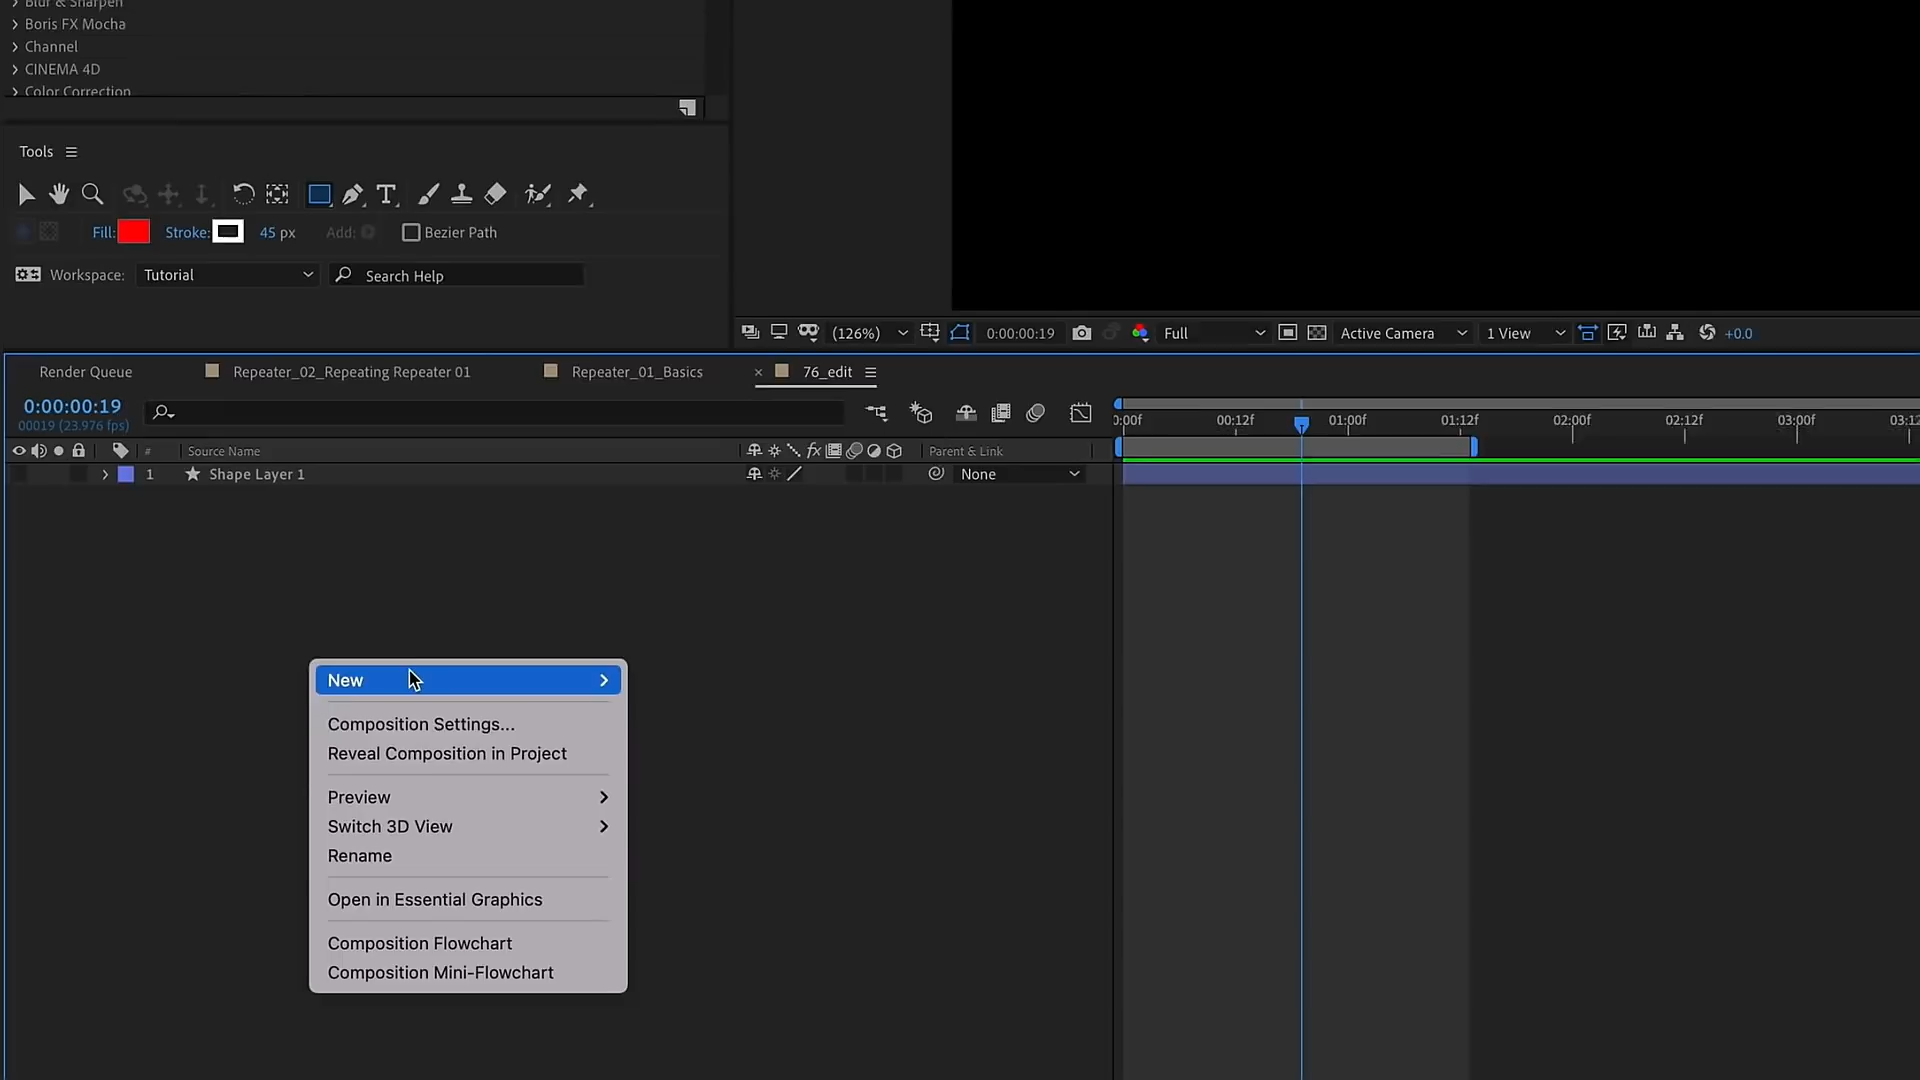 Blur & Sharpen
Boris FX Mocha
Channel
CINEMA 4D
Color Correction
Tools
T
Fill: Stroke: 45 px Add: Bezier Path
Workspace: Tutorial Search Help
(126%) 0:00:00:19 Full Active Camera 1 View +0.0
Render Queue Repeater_02_Repeating Repeater 01 Repeater_01_Basics × 76_edit
0:00:00:19
00019 (23.976 fps)
0:00f 00:12f 01:00f 01:12f 02:00f 02:12f 03:00f 03:12
# Source Name fx Parent & Link
1 Shape Layer 1 None
New
Composition Settings...
Reveal Composition in Project
Preview
Switch 3D View
Rename
Open in Essential Graphics
Composition Flowchart
Composition Mini-Flowchart